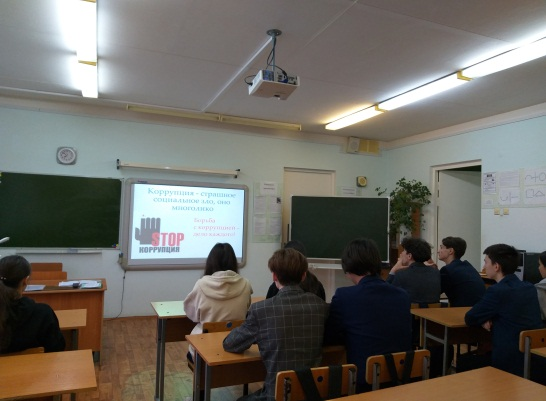 Коррупция - страшное
социальное зло, оно
многолико
Борьба
с коррупцией -
STOP
КОРРУПЦИЯ